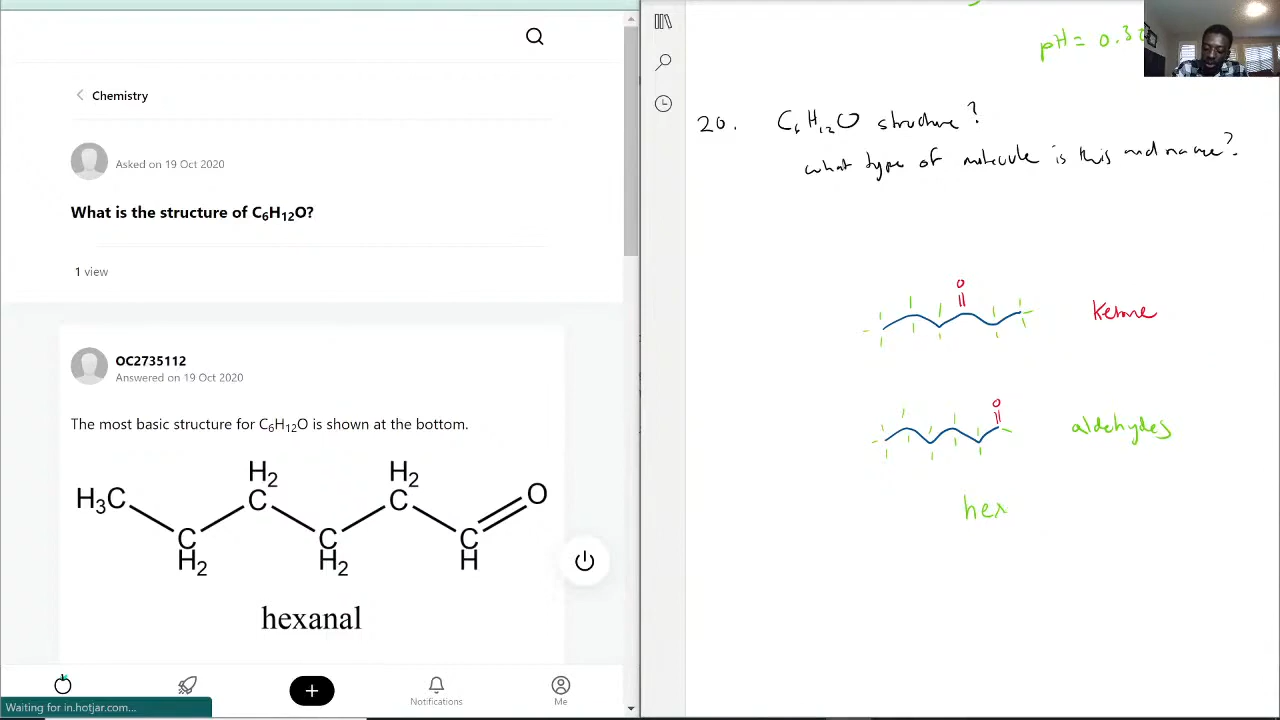 Chemistry
Asked on 19 Oct 2020
What is the structure of C₆H₁₂O?
1 view
OC2735112
Answered on 19 Oct 2020
The most basic structure for C₆H₁₂O is shown at the bottom.
H₂ H₂
H₃C C C O
C C C
H₂ H₂ H
hexanal
Notifications
Me
Waiting for in.hotjar.com...
pH = 0.3
20. C₆H₁₂O structure?
what type of molecule is this and name?
O
Ketone
O
aldehydes
hex